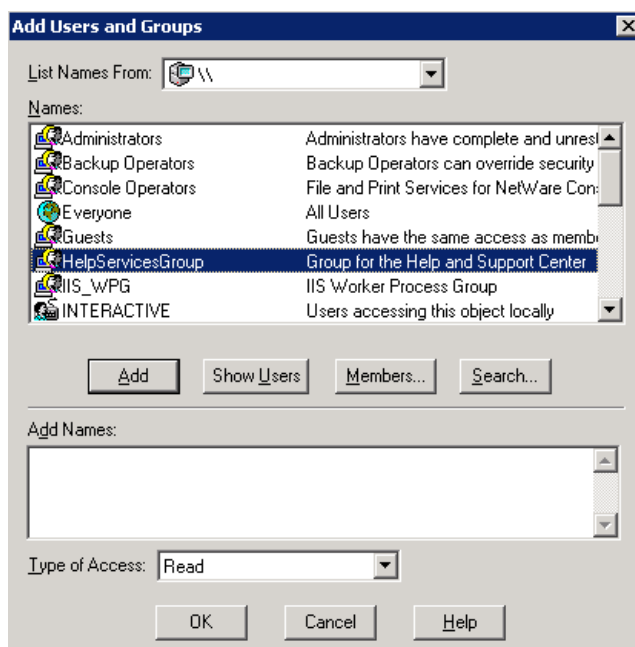 Add Users and Groups
List Names From: \\
Names:
Administrators Administrators have complete and unrest
Backup Operators Backup Operators can override security
Console Operators File and Print Services for NetWare Con
Everyone All Users
Guests Guests have the same access as memb
HelpServicesGroup Group for the Help and Support Center
IIS_WPG IIS Worker Process Group
INTERACTIVE Users accessing this object locally
Add Show Users Members... Search...
Add Names:
Type of Access: Read
OK Cancel Help